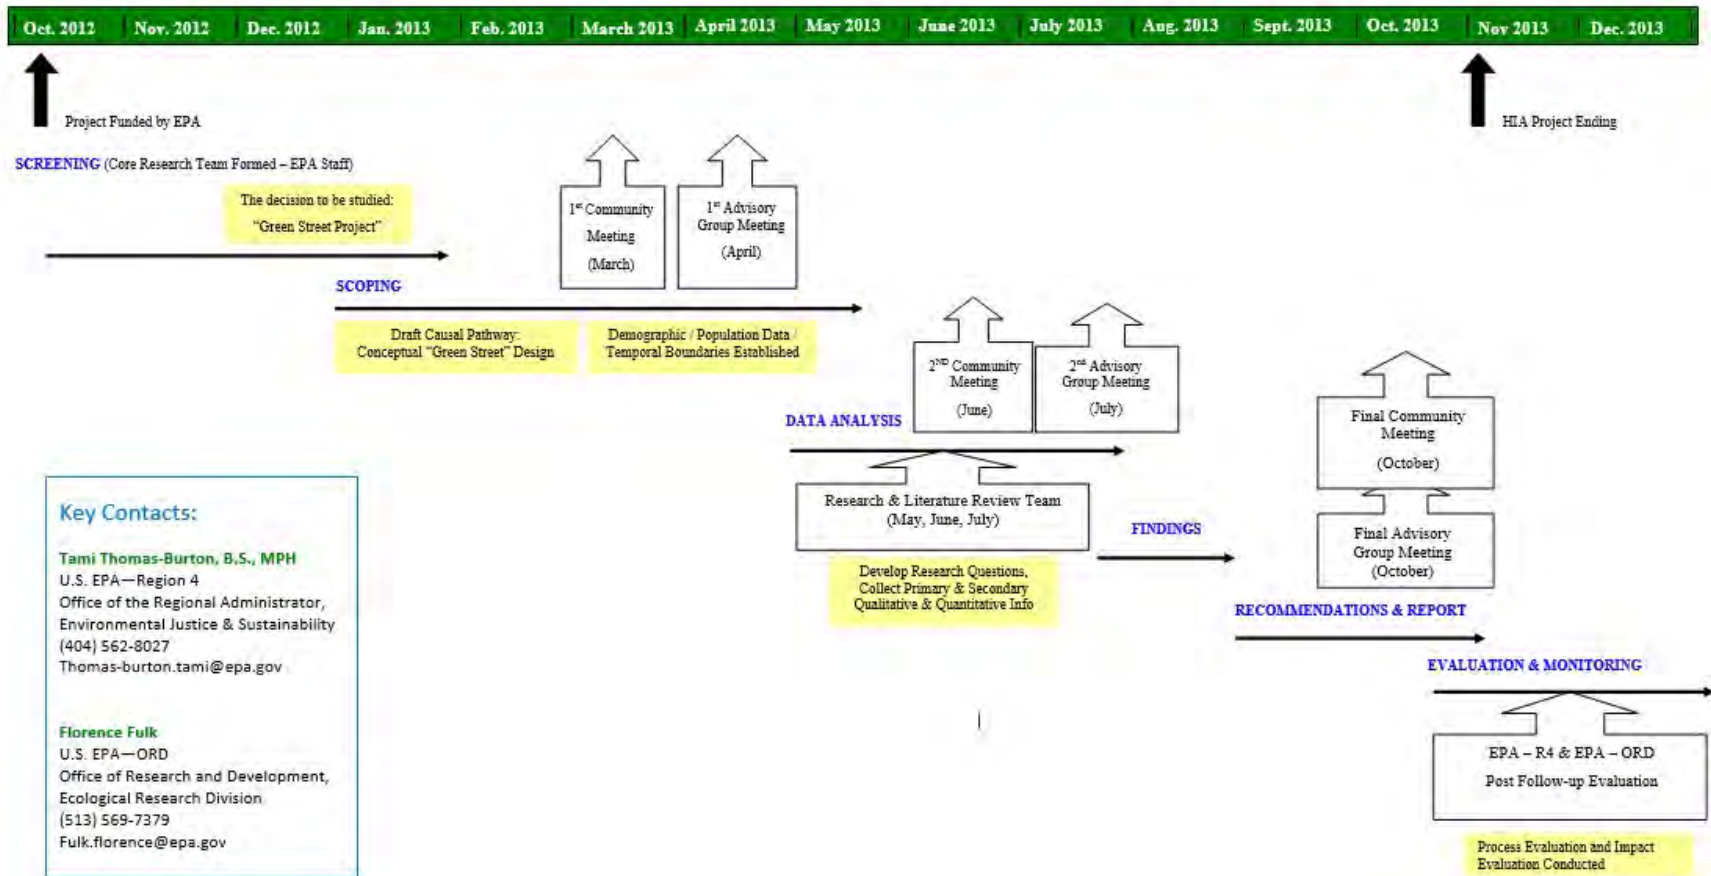 Oct. 2012
Nov. 2012
Dec. 2012
Jan. 2013
Feb. 2013
March 2013
April 2013
May 2013
June 2013
July 2013
Aug. 2013
Sept. 2013
Oct. 2013
Nov 2013
Dec. 2013
Project Funded by EPA
HIA Project Ending
SCREENING (Core Research Team Formed – EPA Staff)
The decision to be studied:
“Green Street Project”
1st Community
Meeting
(March)
1st Advisory
Group Meeting
(April)
SCOPING
Draft Causal Pathway:
Conceptual “Green Street” Design
Demographic / Population Data /
Temporal Boundaries Established
2ND Community
Meeting
(June)
2nd Advisory
Group Meeting
(July)
DATA ANALYSIS
Research & Literature Review Team
(May, June, July)
Develop Research Questions,
Collect Primary & Secondary
Qualitative & Quantitative Info
FINDINGS
Final Community
Meeting
(October)
Final Advisory
Group Meeting
(October)
RECOMMENDATIONS & REPORT
EVALUATION & MONITORING
EPA – R4 & EPA – ORD
Post Follow-up Evaluation
Process Evaluation and Impact
Evaluation Conducted
Key Contacts:
Tami Thomas-Burton, B.S., MPH
U.S. EPA—Region 4
Office of the Regional Administrator,
Environmental Justice & Sustainability
(404) 562-8027
Thomas-burton.tami@epa.gov
Florence Fulk
U.S. EPA—ORD
Office of Research and Development,
Ecological Research Division
(513) 569-7379
Fulk.florence@epa.gov